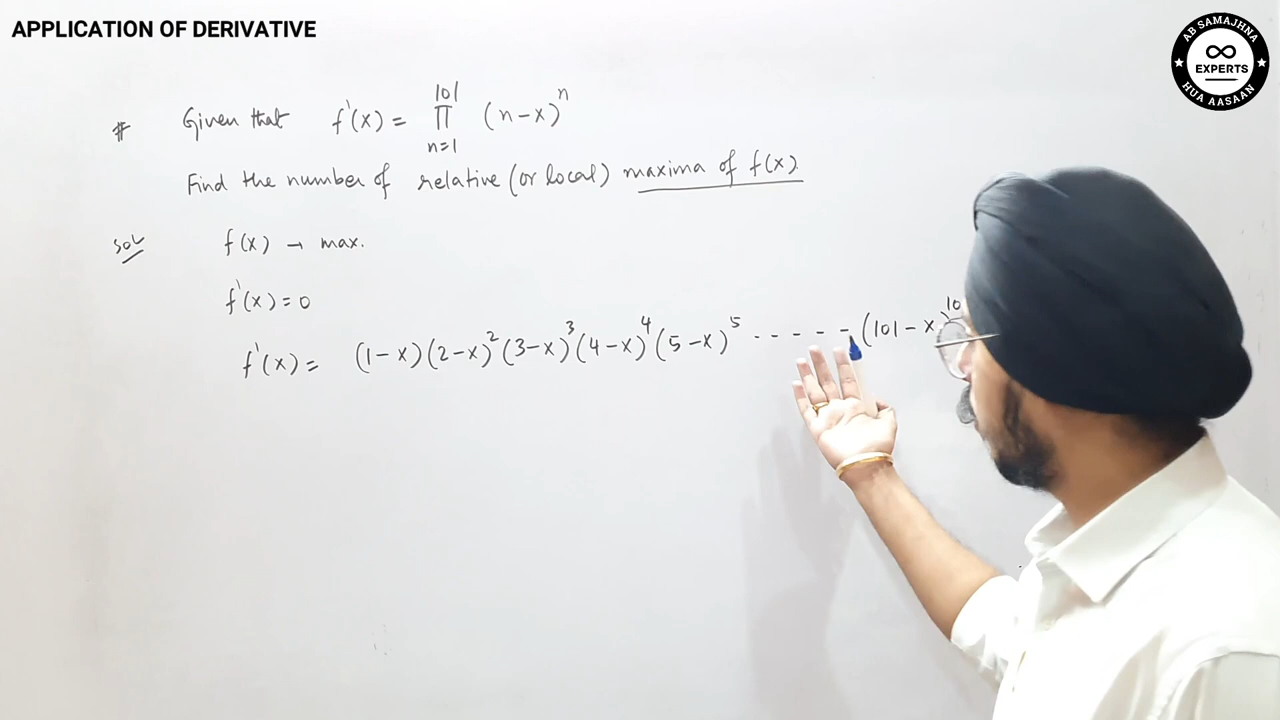 APPLICATION OF DERIVATIVE
AB SAMAJHNA
EXPERTS
HUA AASAAN
# Given that f'(x) = 101 Π n=1 (n-x)^n
Find the number of relative (or local) maxima of f(x).
Sol f(x) → max.
f'(x) = 0
f'(x) = (1-x)(2-x)^2(3-x)^3(4-x)^4(5-x)^5 - - - - - (101-x)^10